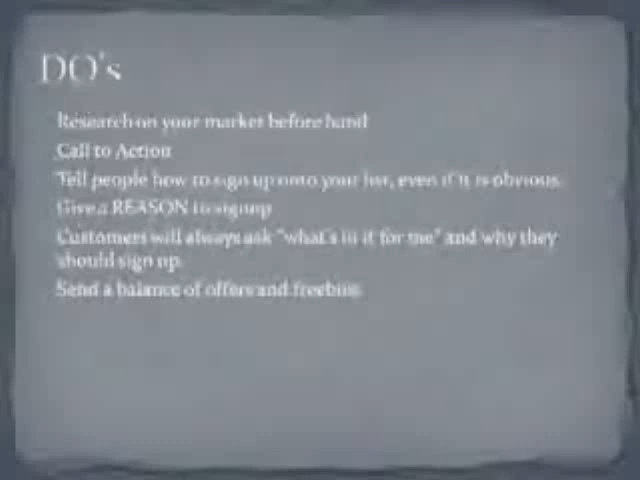 DO's
Research on your market before hand
Call to Action
Tell people how to sign up onto your list, even if it is obvious.
Give a REASON to signup
Customers will always ask "what's in it for me" and why they
should sign up.
Send a balance of offers and freebies